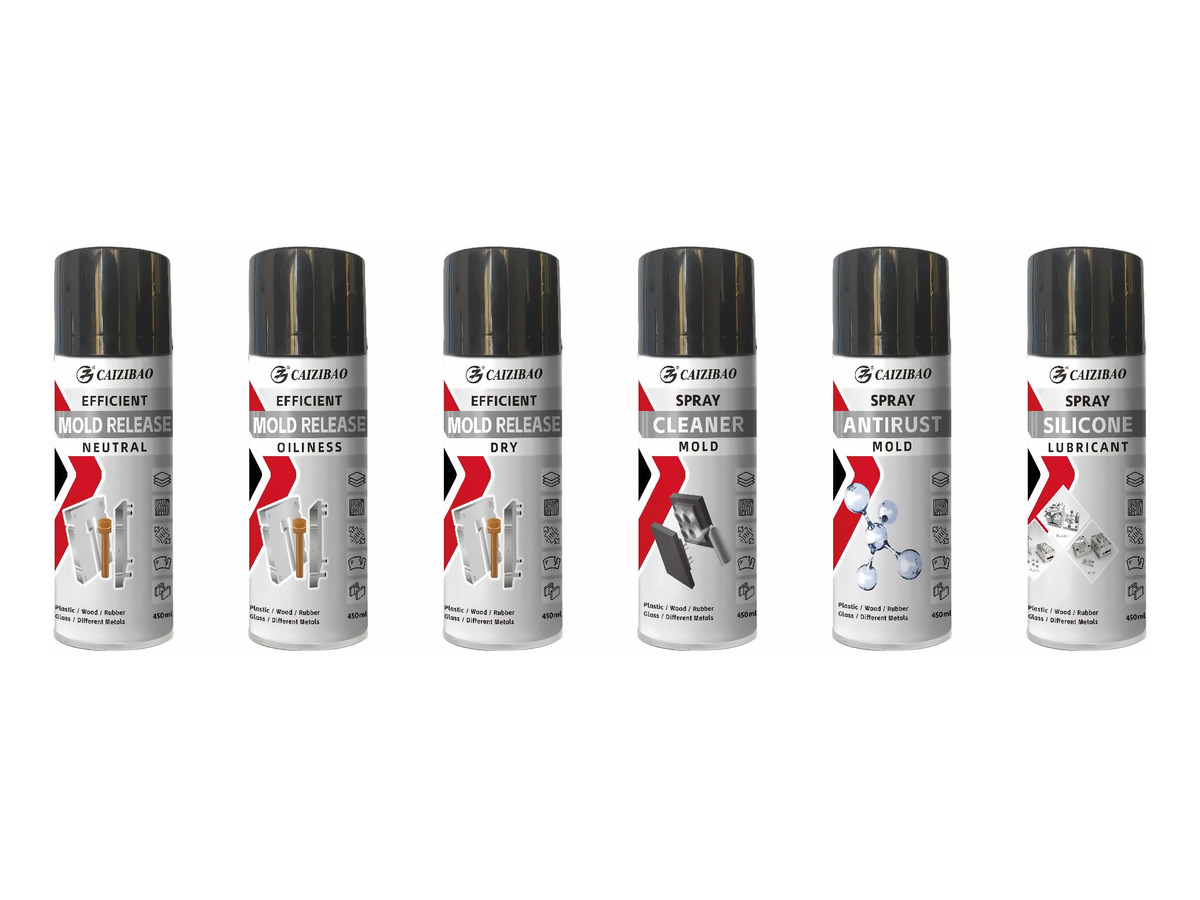 CAIZIBAO
EFFICIENT
MOLD RELEASE
NEUTRAL
Plastic / Wood / Rubber
Glass / Different Metals
450mL
CAIZIBAO
EFFICIENT
MOLD RELEASE
OILINESS
Plastic / Wood / Rubber
Glass / Different Metals
450mL
CAIZIBAO
EFFICIENT
MOLD RELEASE
DRY
Plastic / Wood / Rubber
Glass / Different Metals
450mL
CAIZIBAO
SPRAY
CLEANER
MOLD
Plastic / Wood / Rubber
Glass / Different Metals
450mL
CAIZIBAO
SPRAY
ANTIRUST
MOLD
Plastic / Wood / Rubber
Glass / Different Metals
450mL
CAIZIBAO
SPRAY
SILICONE
LUBRICANT
Plastic / Wood / Rubber
Glass / Different Metals
450mL